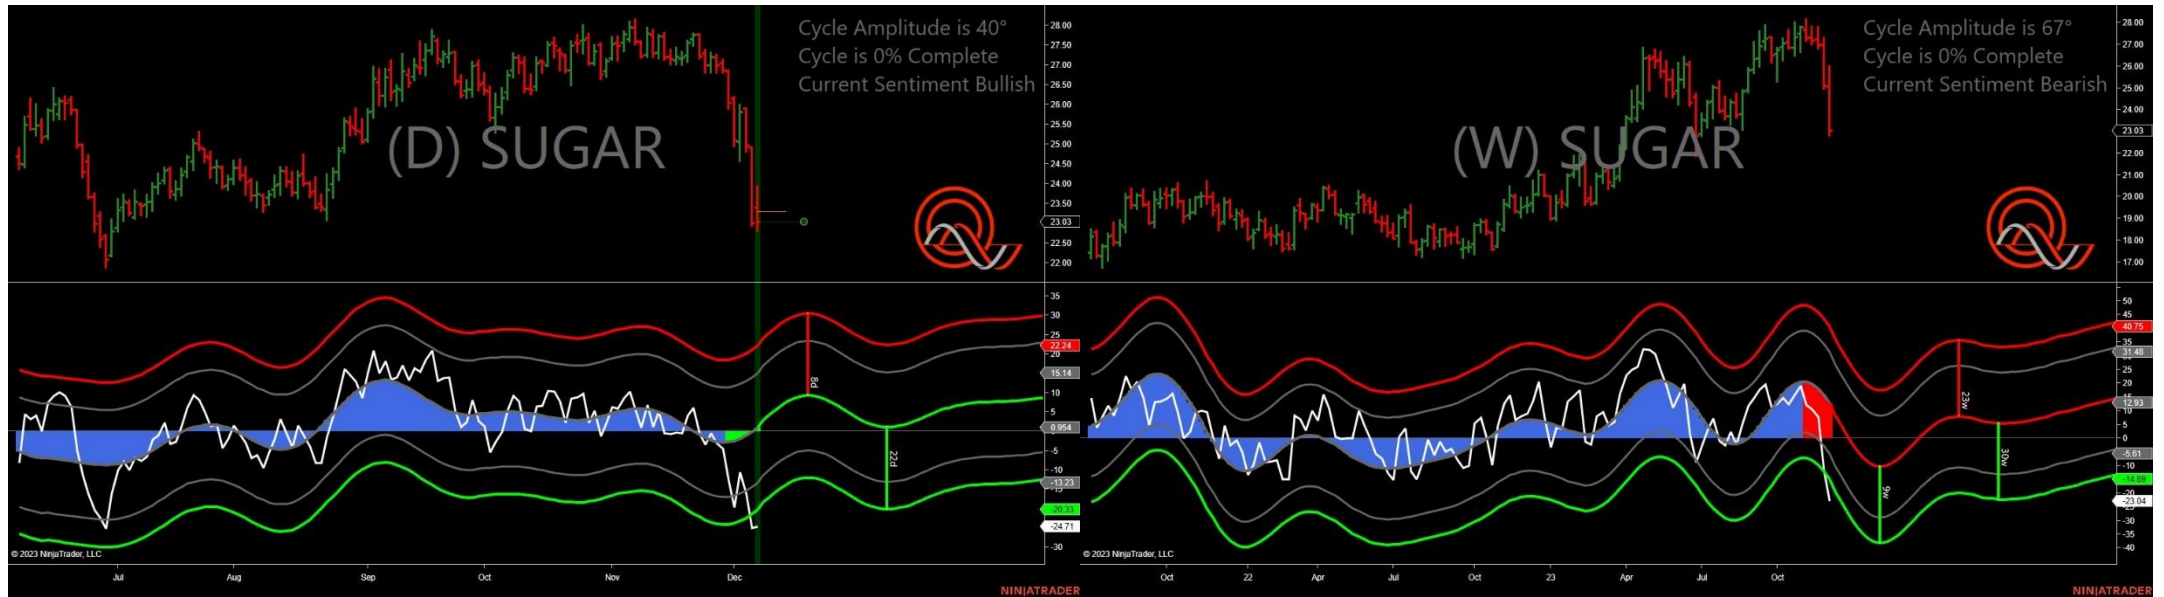 Cycle Amplitude is 40°
Cycle is 0% Complete
Current Sentiment Bullish
(D) SUGAR
28.00
27.50
27.00
26.50
26.00
25.50
25.00
24.50
24.00
23.50
23.03
22.50
22.00
35
30
25
22.24
20
15.14
10
5
0.954
-5
-10
-13.23
-20.33
-24.71
-30
8d
22d
© 2023 NinjaTrader, LLC
Jul
Aug
Sep
Oct
Nov
Dec
NINJATRADER
Cycle Amplitude is 67°
Cycle is 0% Complete
Current Sentiment Bearish
(W) SUGAR
28.00
27.00
26.00
25.00
24.00
23.03
22.00
21.00
20.00
19.00
18.00
17.00
50
45
40.75
35
31.48
25
20
15
12.93
10
5
0
-5.61
-10
-14.89
-20
-23.04
-30
-35
-40
23w
9w
30w
© 2023 NinjaTrader, LLC
Oct
22
Apr
Jul
Oct
23
Apr
Jul
Oct
NINJATRADER